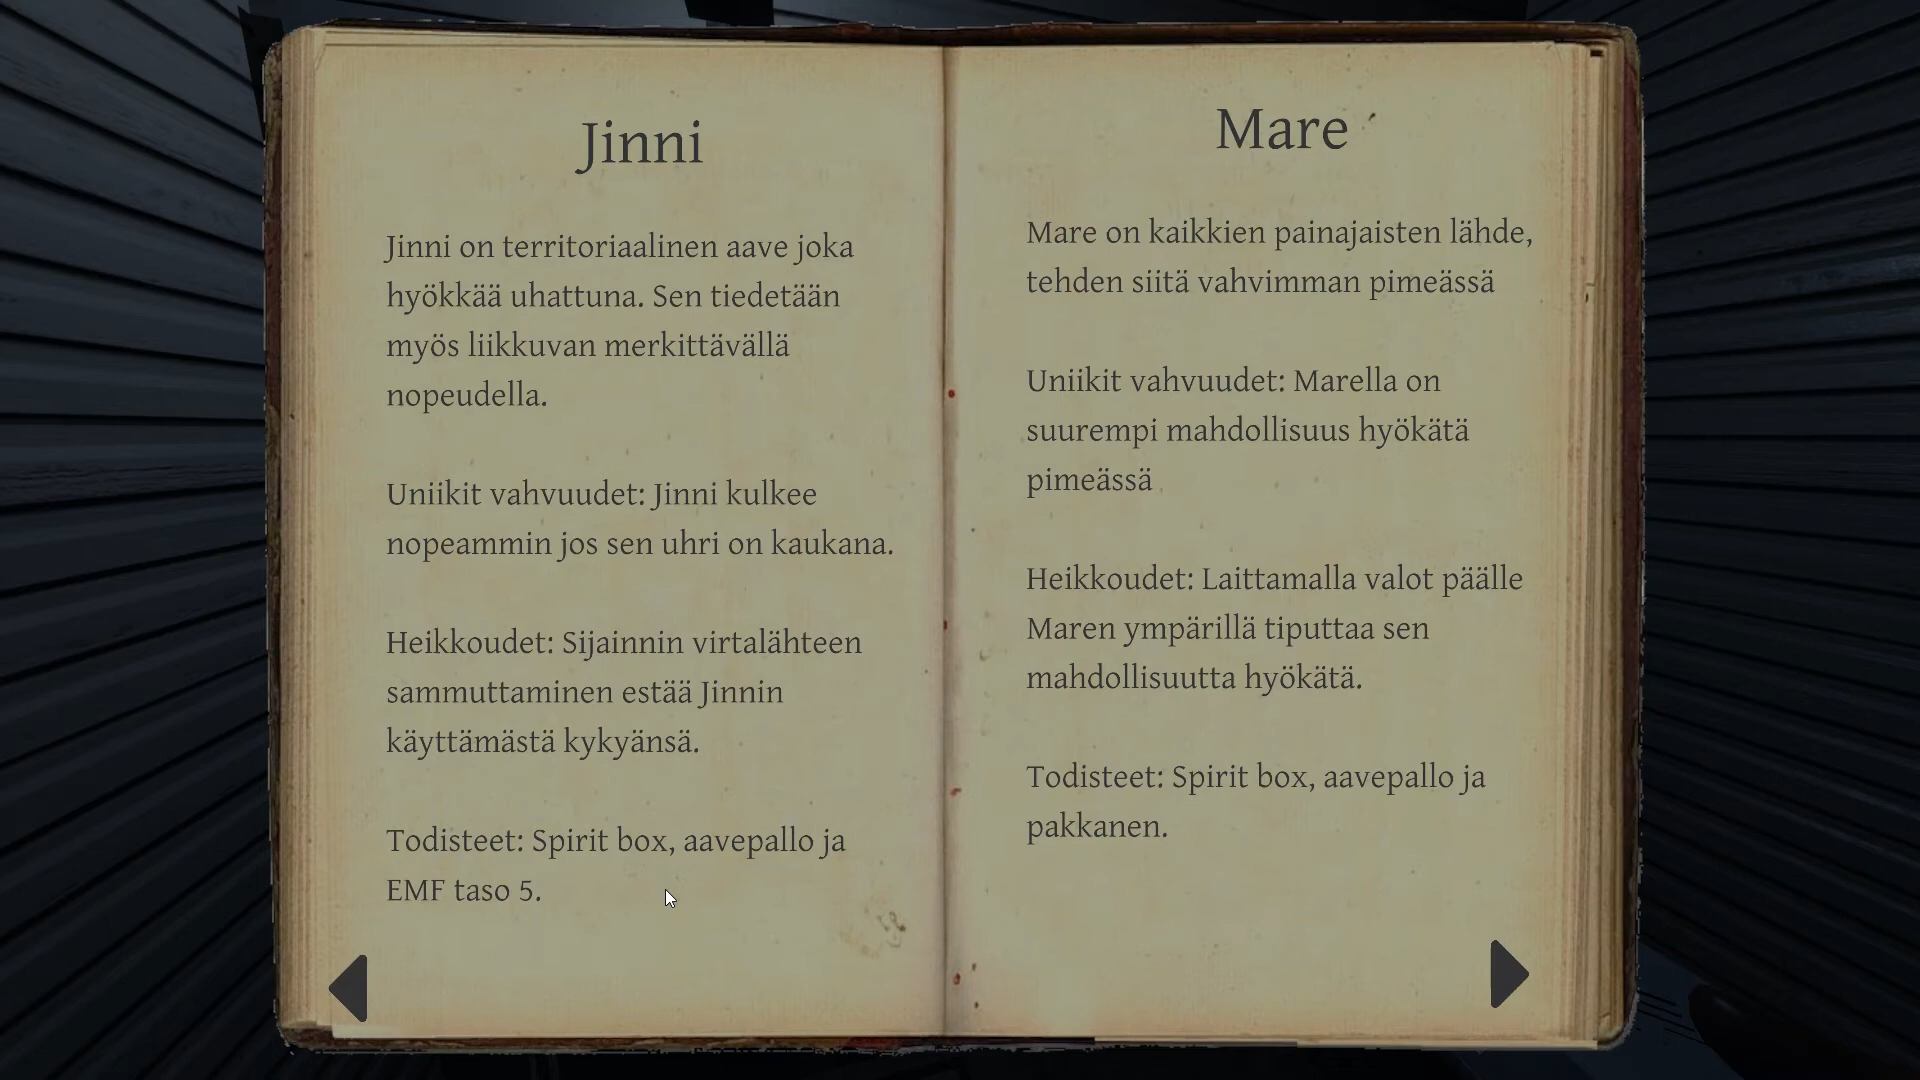 Jinni
Jinni on territoriaalinen aave joka
hyökkää uhattuna. Sen tiedetään
myös liikkuvan merkittävällä
nopeudella.
Uniikit vahvuudet: Jinni kulkee
nopeammin jos sen uhri on kaukana.
Heikkoudet: Sijainnin virtalähteen
sammuttaminen estää Jinnin
käyttämästä kykyänsä.
Todisteet: Spirit box, aavepallo ja
EMF taso 5.
Mare
Mare on kaikkien painajaisten lähde,
tehden siitä vahvimman pimeässä
Uniikit vahvuudet: Marella on
suurempi mahdollisuus hyökätä
pimeässä
Heikkoudet: Laittamalla valot päälle
Maren ympärillä tiputtaa sen
mahdollisuutta hyökätä.
Todisteet: Spirit box, aavepallo ja
pakkanen.